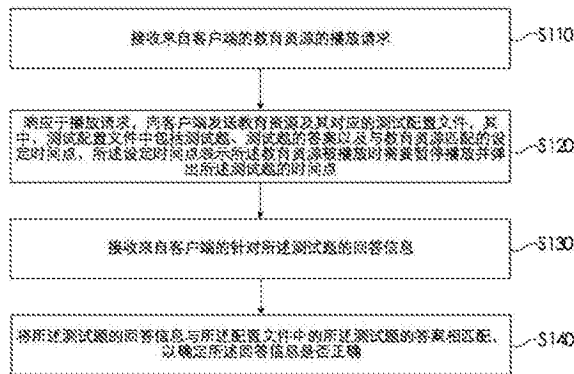 接收来自客户端的教育资源的播放请求
S110
响应于播放请求，向客户端发送教育资源及其对应的测试配置文件，其
中，测试配置文件中包括测试题、测试题的答案以及与教育资源匹配的设
定时间点，所述设定时间点表示所述教育资源被播放时需要暂停播放并弹
出所述测试题的时间点
S120
接收来自客户端的针对所述测试题的回答信息
S130
将所述测试题的回答信息与所述配置文件中的所述测试题的答案相匹配，
以确定所述回答信息是否正确
S140